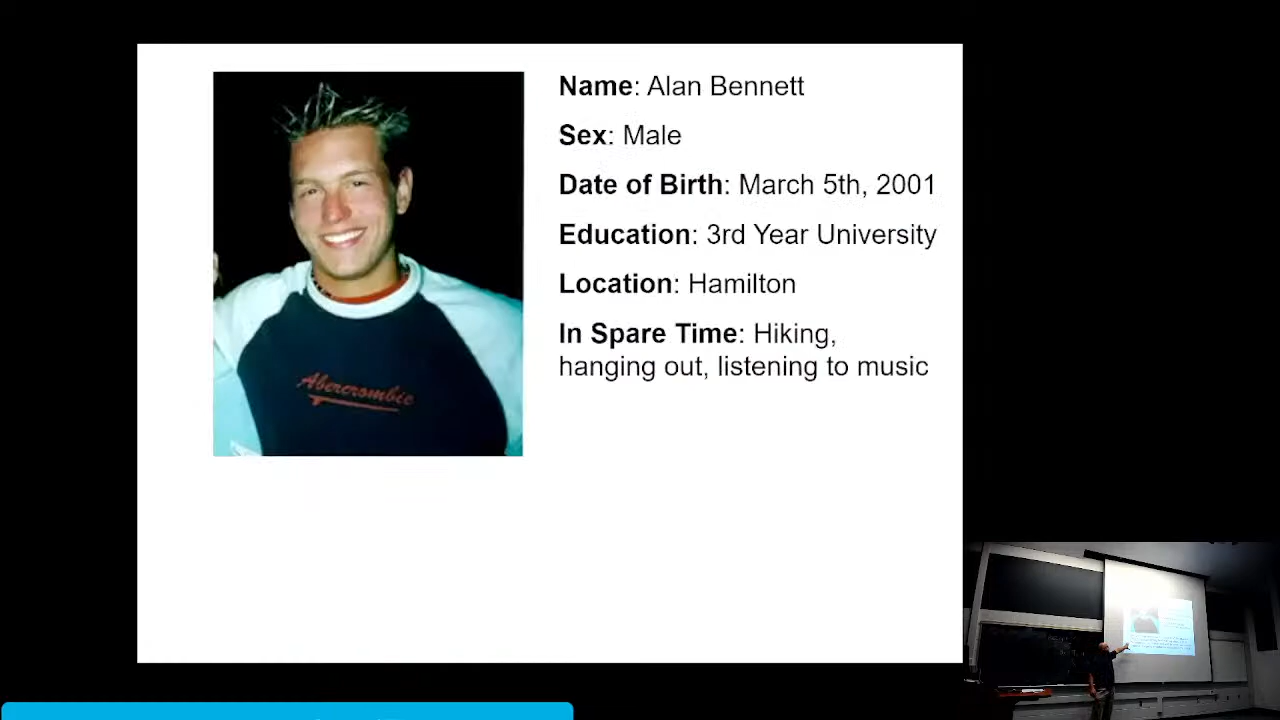 Name: Alan Bennett
Sex: Male
Date of Birth: March 5th, 2001
Education: 3rd Year University
Location: Hamilton
In Spare Time: Hiking,
hanging out, listening to music
Abercrombie